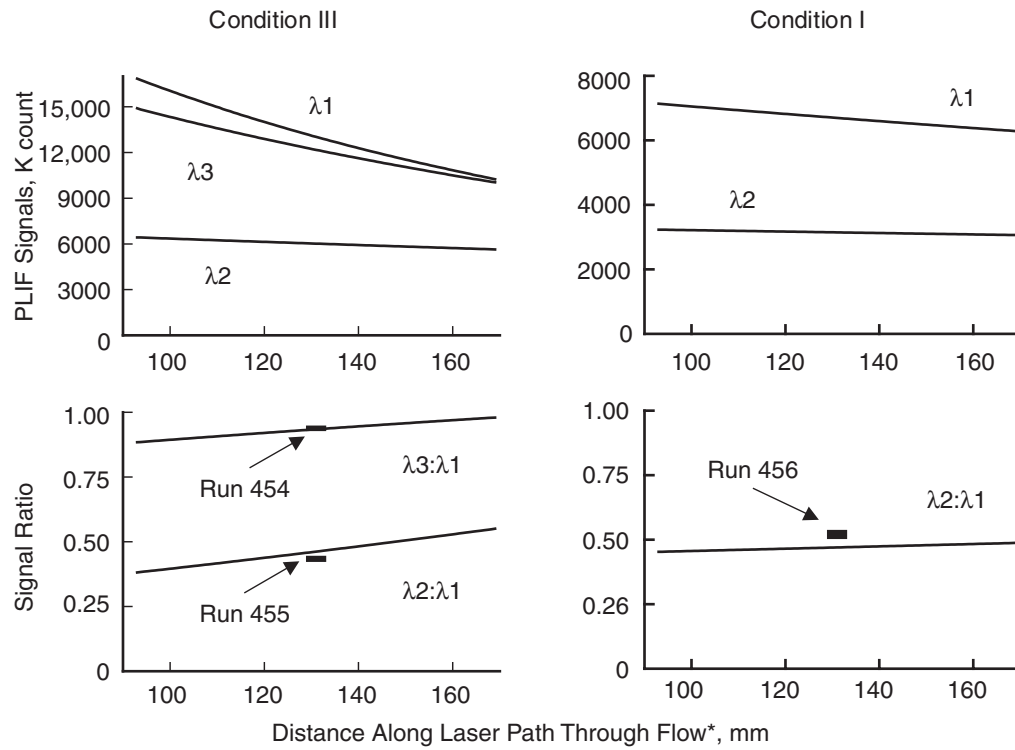 Condition III
Condition I
PLIF Signals, K count
15,000
12,000
9000
6000
3000
0
λ1
λ3
λ2
100 120 140 160
8000
6000
4000
2000
0
λ1
λ2
100 120 140 160
Signal Ratio
1.00
0.75
0.50
0.25
0
Run 454
λ3:λ1
Run 455
λ2:λ1
100 120 140 160
1.00
0.75
0.50
0.26
0
Run 456
λ2:λ1
100 120 140 160
Distance Along Laser Path Through Flow*, mm